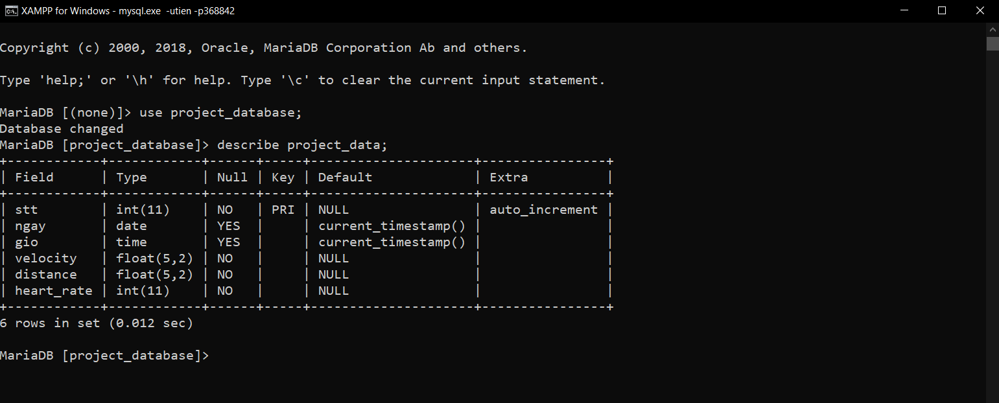 XAMPP for Windows - mysql.exe -utien -p368842
Copyright (c) 2000, 2018, Oracle, MariaDB Corporation Ab and others.
Type 'help;' or '\h' for help. Type '\c' to clear the current input statement.
MariaDB [(none)]> use project_database;
Database changed
MariaDB [project_database]> describe project_data;
+------------+------------+------+-----+---------------------+----------------+
| Field      | Type       | Null | Key | Default             | Extra          |
+------------+------------+------+-----+---------------------+----------------+
| stt        | int(11)    | NO   | PRI | NULL                | auto_increment |
| ngay       | date       | YES  |     | current_timestamp() |                |
| gio        | time       | YES  |     | current_timestamp() |                |
| velocity   | float(5,2) | NO   |     | NULL                |                |
| distance   | float(5,2) | NO   |     | NULL                |                |
| heart_rate | int(11)    | NO   |     | NULL                |                |
+------------+------------+------+-----+---------------------+----------------+
6 rows in set (0.012 sec)
MariaDB [project_database]>